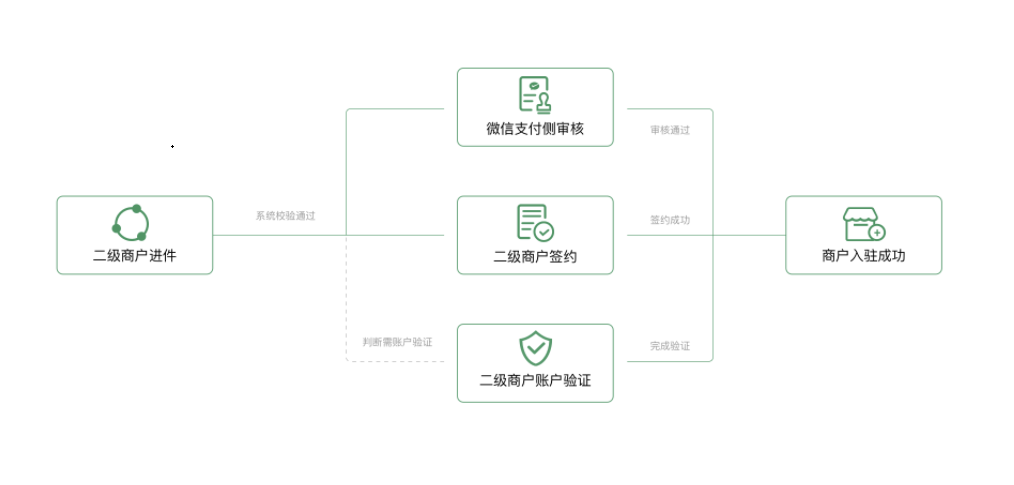 微信支付侧审核
审核通过
二级商户进件
系统校验通过
二级商户签约
签约成功
商户入驻成功
判断需账户验证
二级商户账户验证
完成验证